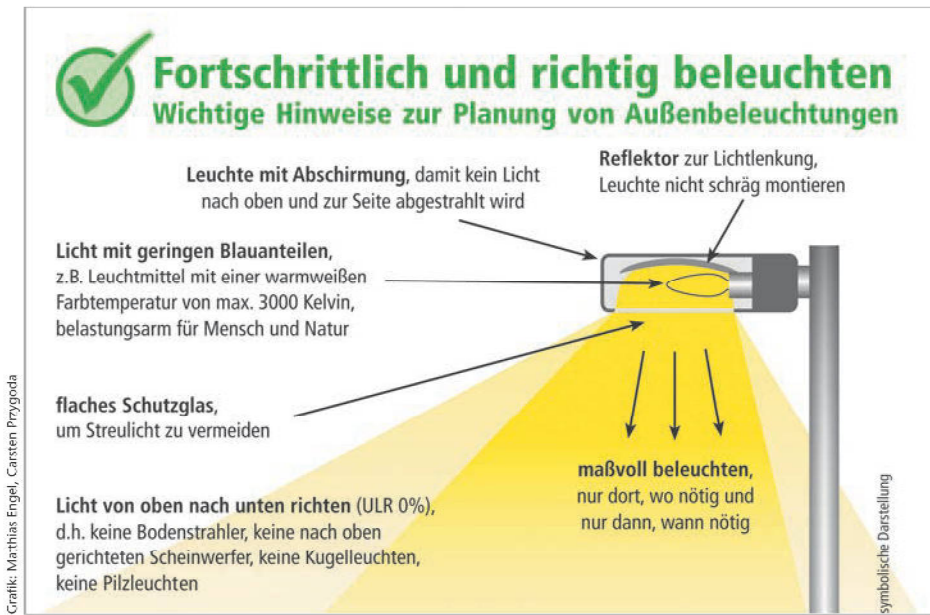 Fortschrittlich und richtig beleuchten
Wichtige Hinweise zur Planung von Außenbeleuchtungen
Leuchte mit Abschirmung, damit kein Licht
nach oben und zur Seite abgestrahlt wird
Reflektor zur Lichtlenkung,
Leuchte nicht schräg montieren
Licht mit geringen Blauanteilen,
z.B. Leuchtmittel mit einer warmweißen
Farbtemperatur von max. 3000 Kelvin,
belastungsarm für Mensch und Natur
flaches Schutzglas,
um Streulicht zu vermeiden
maßvoll beleuchten,
nur dort, wo nötig und
nur dann, wann nötig
Licht von oben nach unten richten (ULR 0%),
d.h. keine Bodenstrahler, keine nach oben
gerichteten Scheinwerfer, keine Kugelleuchten,
keine Pilzleuchten
symbolische Darstellung
Grafik: Matthias Engel, Carsten Przygoda